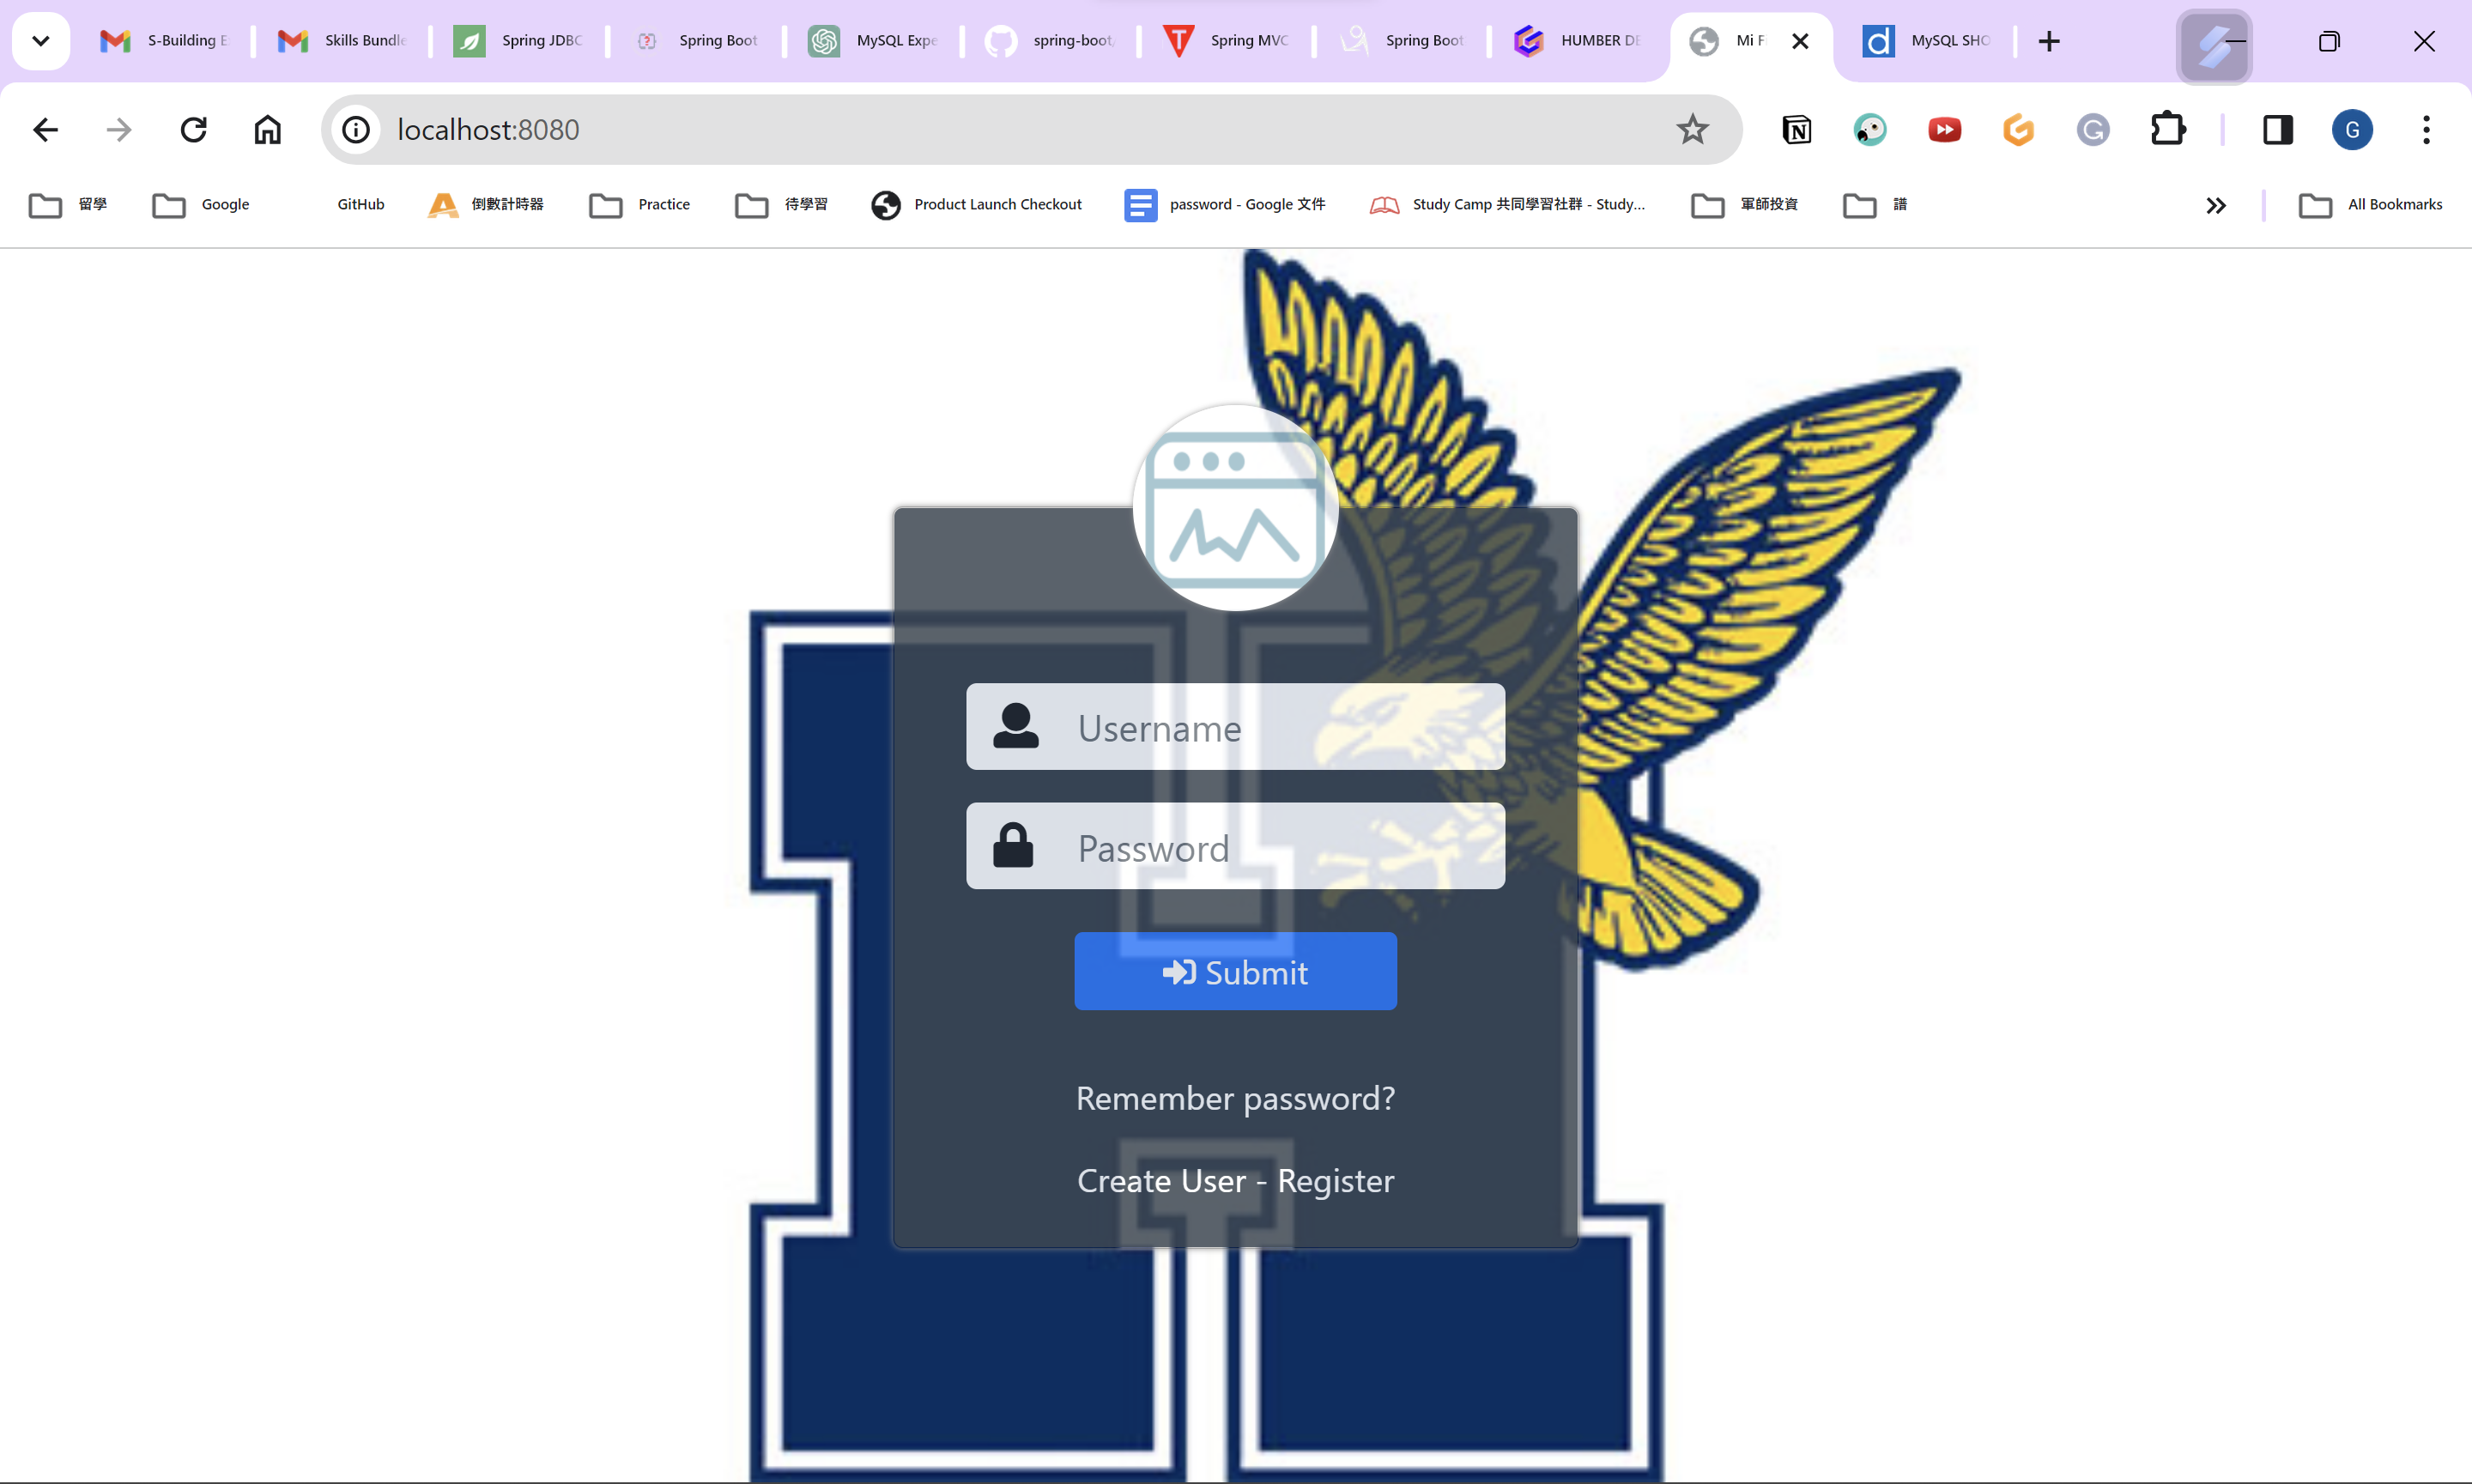 S-Building E
Skills Bundle
Spring JDBC
Spring Boot
MySQL Expe
spring-boot,
Spring MVC
Spring Boot
HUMBER DE
Mi F
MySQL SHO
localhost:8080
G
留學
Google
GitHub
倒數計時器
Practice
待學習
Product Launch Checkout
password - Google 文件
Study Camp 共同學習社群 - Study...
軍師投資
譜
All Bookmarks
Username
Password
Submit
Remember password?
Create User - Register